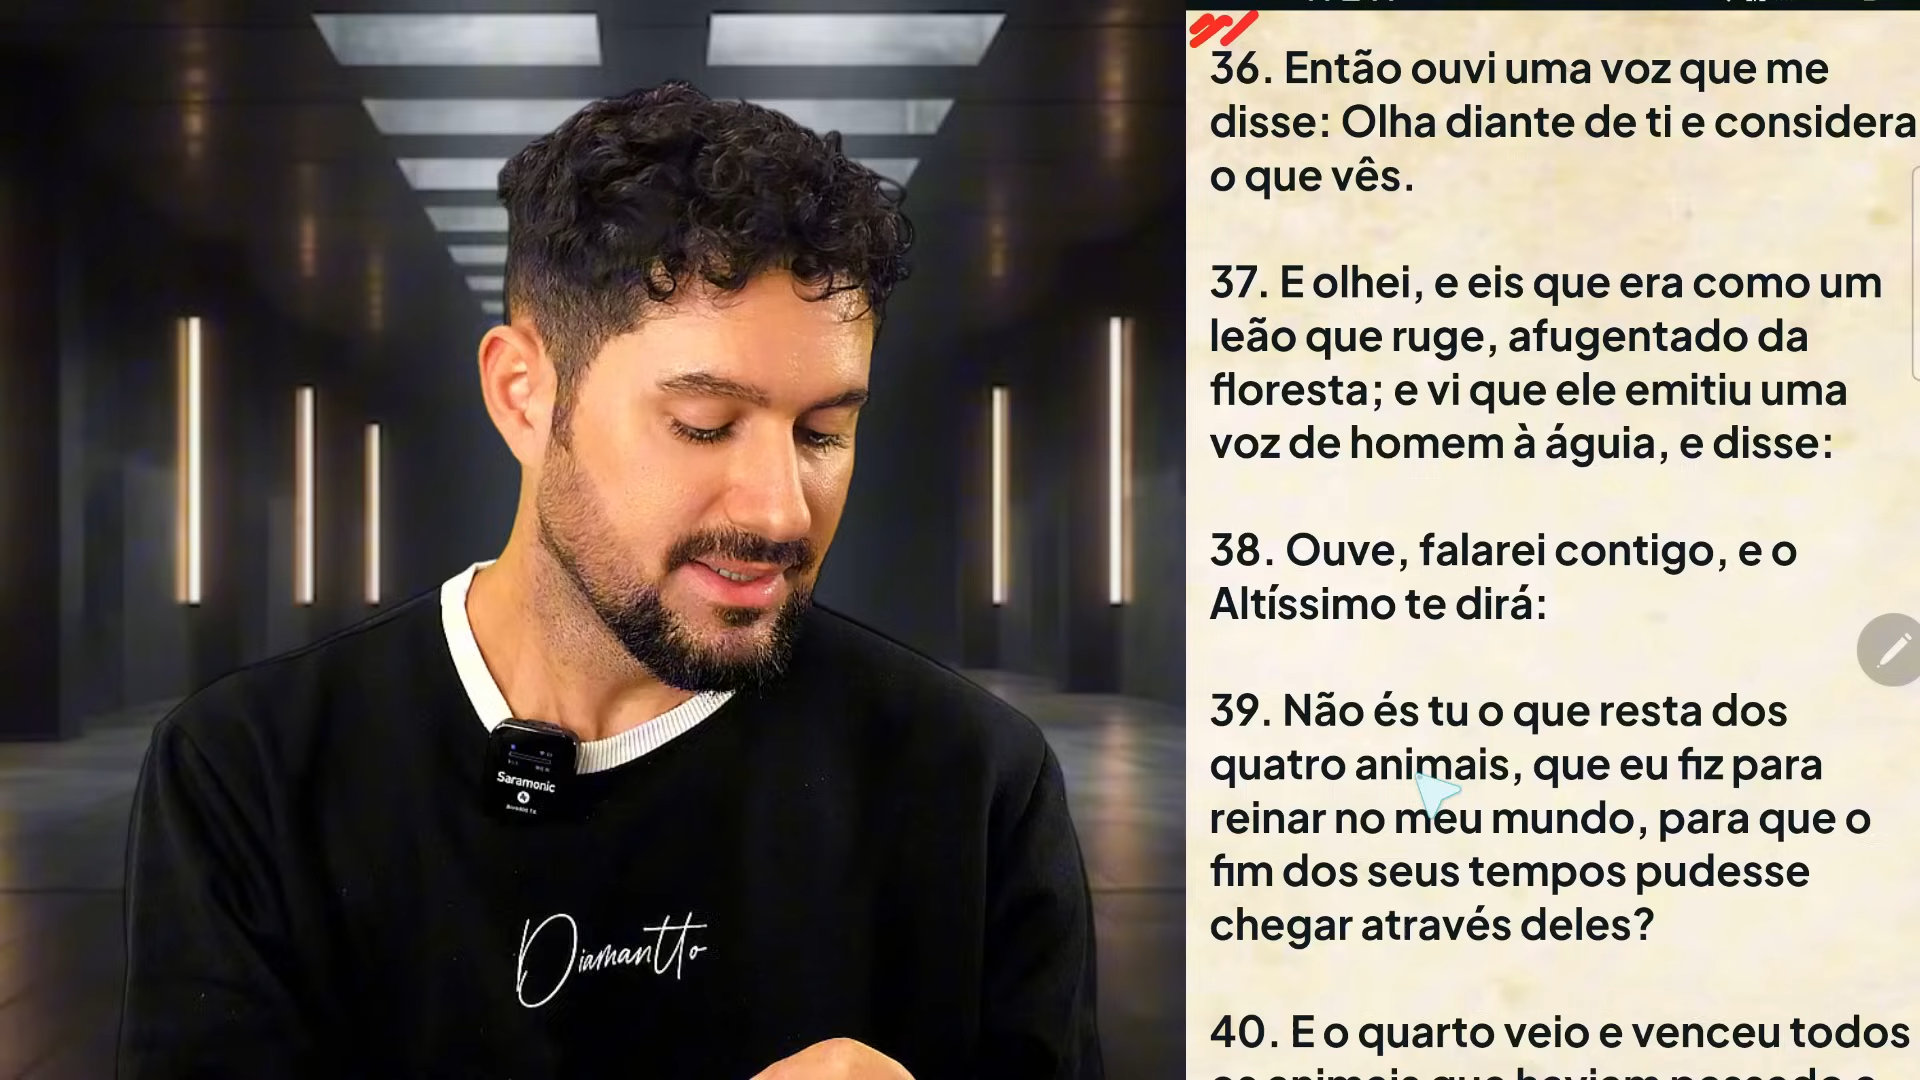 36. Então ouvi uma voz que me
disse: Olha diante de ti e considera
o que vês.
37. E olhei, e eis que era como um
leão que ruge, afugentado da
floresta; e vi que ele emitiu uma
voz de homem à águia, e disse:
38. Ouve, falarei contigo, e o
Altíssimo te dirá:
39. Não és tu o que resta dos
quatro animais, que eu fiz para
reinar no meu mundo, para que o
fim dos seus tempos pudesse
chegar através deles?
40. E o quarto veio e venceu todos
Saramonic
Diamantto